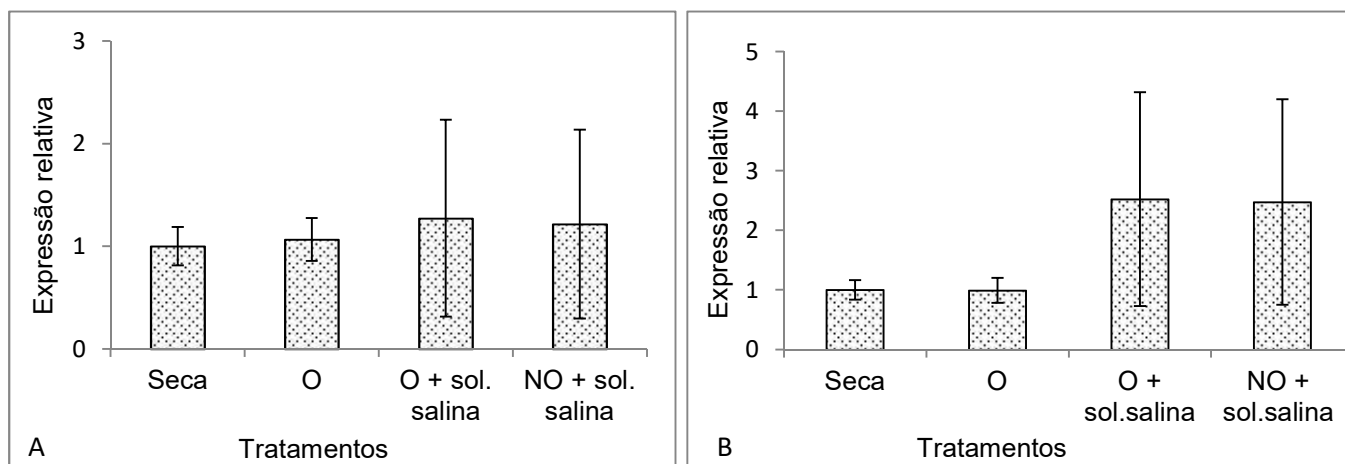 3
2
1
0
Expressão relativa
Seca
O
O + sol.
salina
NO + sol.
salina
A
Tratamentos
5
4
3
2
1
0
Expressão relativa
Seca
O
O +
sol.salina
NO +
sol.salina
B
Tratamentos